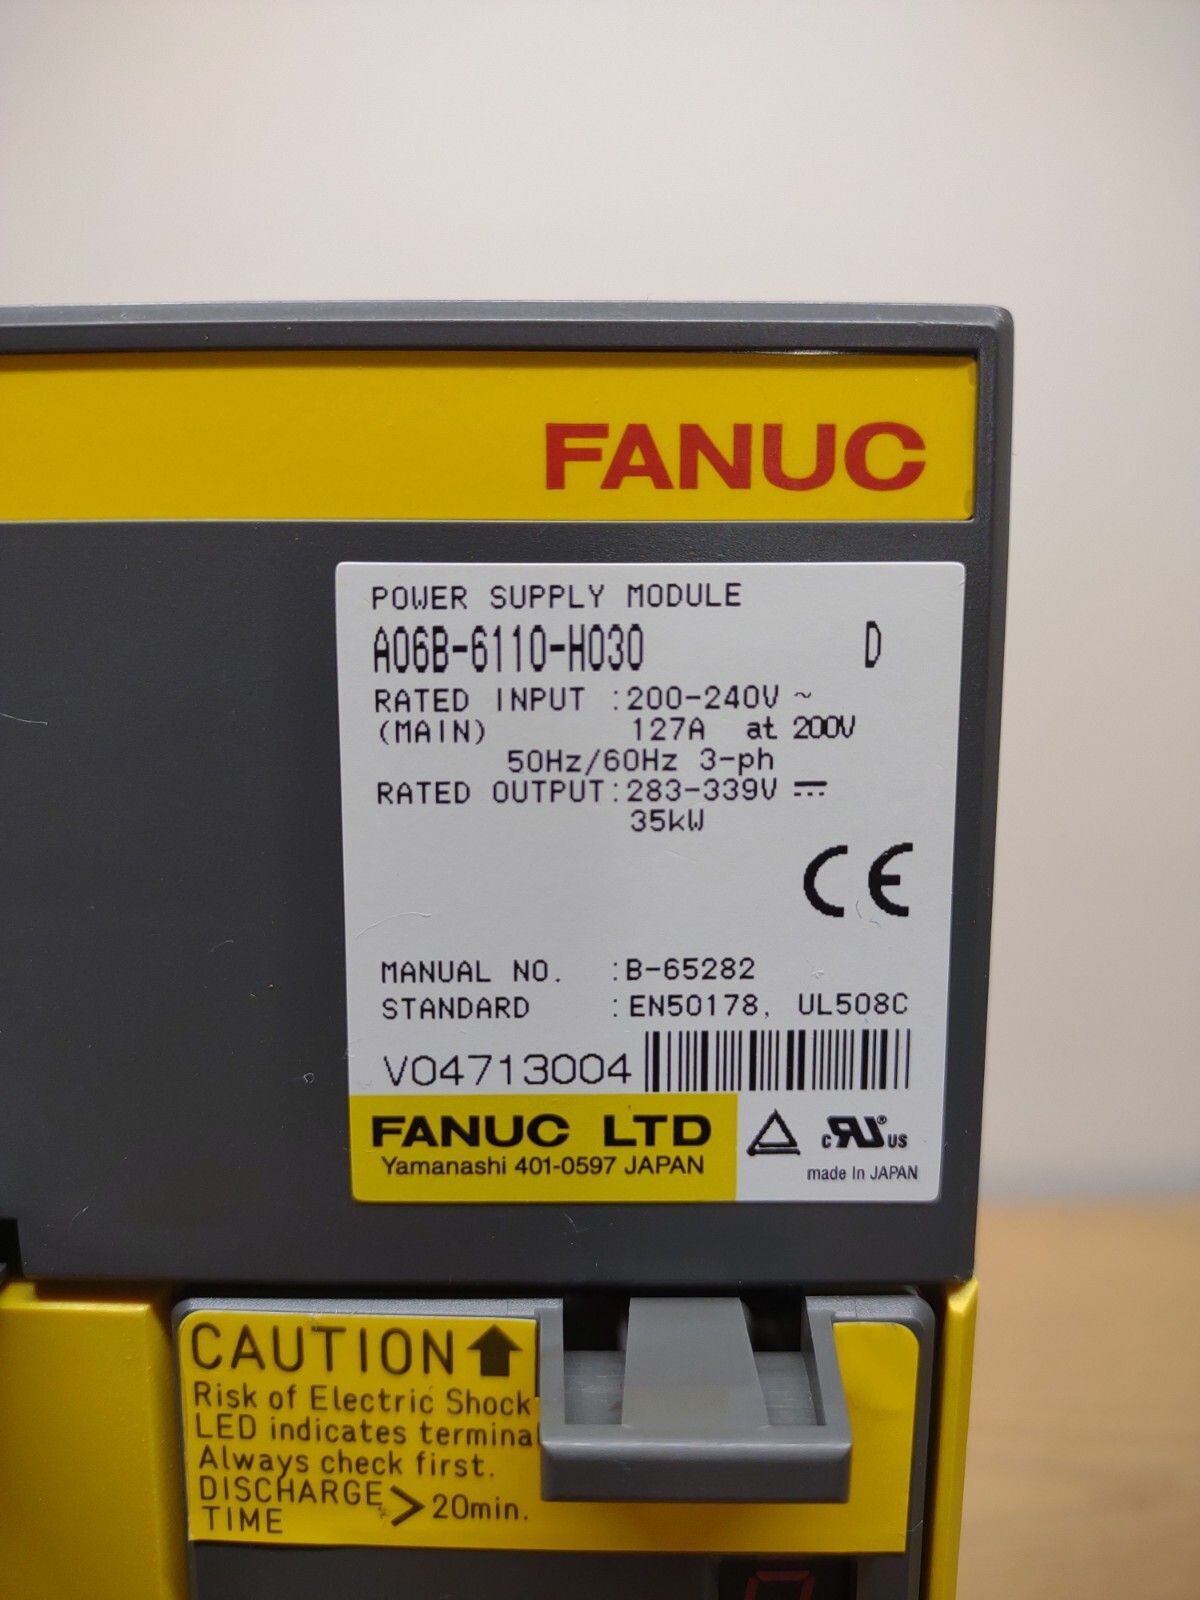 FANUC
POWER SUPPLY MODULE
A06B-6110-H030 D
RATED INPUT :200-240V ~
(MAIN) 127A at 200V
50Hz/60Hz 3-ph
RATED OUTPUT:283-339V ⎓
35kW
CE
MANUAL NO. :B-65282
STANDARD :EN50178, UL508C
V04713004
FANUC LTD
Yamanashi 401-0597 JAPAN
c RU® US
made In JAPAN
CAUTION
Risk of Electric Shock
LED indicates termina
Always check first.
DISCHARGE
TIME > 20min.